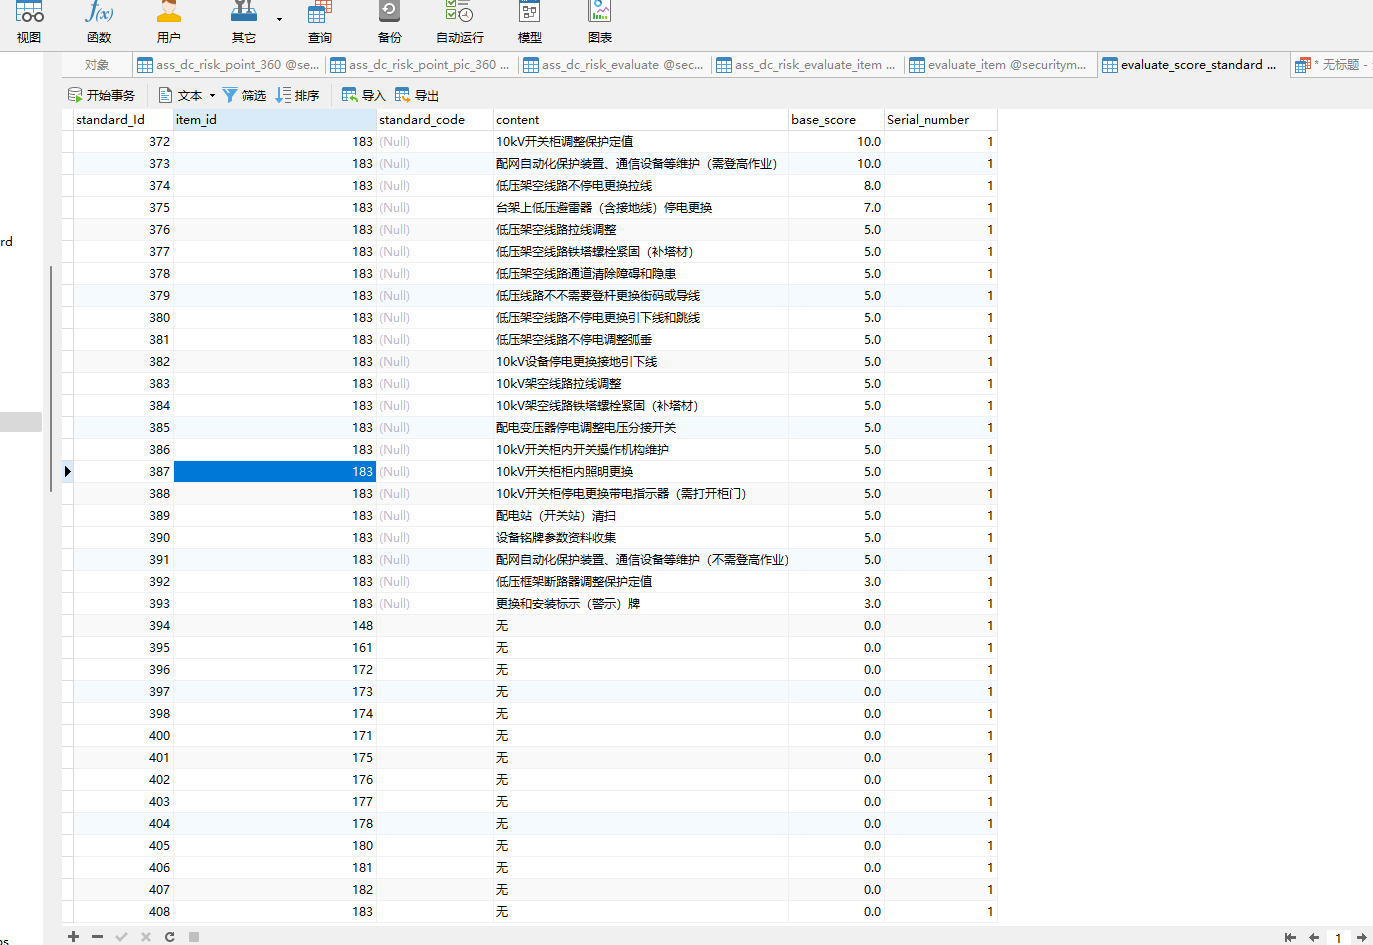 视图 函数 用户 其它 查询 备份 自动运行 模型 图表
对象 ass_dc_risk_point_360 @se... ass_dc_risk_point_pic_360 ... ass_dc_risk_evaluate @sec... ass_dc_risk_evaluate_item ... evaluate_item @securitym... evaluate_score_standard ... * 无标题 -
开始事务 文本 筛选 排序 导入 导出
standard_Id item_id standard_code content base_score Serial_number
372 183 (Null) 10kV开关柜调整保护定值 10.0 1
373 183 (Null) 配网自动化保护装置、通信设备等维护（需登高作业） 10.0 1
374 183 (Null) 低压架空线路不停电更换拉线 8.0 1
375 183 (Null) 台架上低压避雷器（含接地线）停电更换 7.0 1
376 183 (Null) 低压架空线路拉线调整 5.0 1
rd
377 183 (Null) 低压架空线路铁塔螺栓紧固（补塔材） 5.0 1
378 183 (Null) 低压架空线路通道清除障碍和隐患 5.0 1
379 183 (Null) 低压线路不不需要登杆更换街码或导线 5.0 1
380 183 (Null) 低压架空线路不停电更换引下线和跳线 5.0 1
381 183 (Null) 低压架空线路不停电调整弧垂 5.0 1
382 183 (Null) 10kV设备停电更换接地引下线 5.0 1
383 183 (Null) 10kV架空线路拉线调整 5.0 1
384 183 (Null) 10kV架空线路铁塔螺栓紧固（补塔材） 5.0 1
385 183 (Null) 配电变压器停电调整电压分接开关 5.0 1
386 183 (Null) 10kV开关柜内开关操作机构维护 5.0 1
387 183 (Null) 10kV开关柜柜内照明更换 5.0 1
388 183 (Null) 10kV开关柜停电更换带电指示器（需打开柜门） 5.0 1
389 183 (Null) 配电站（开关站）清扫 5.0 1
390 183 (Null) 设备铭牌参数资料收集 5.0 1
391 183 (Null) 配网自动化保护装置、通信设备等维护（不需登高作业） 5.0 1
392 183 (Null) 低压框架断路器调整保护定值 3.0 1
393 183 (Null) 更换和安装标示（警示）牌 3.0 1
394 148 无 0.0 1
395 161 无 0.0 1
396 172 无 0.0 1
397 173 无 0.0 1
398 174 无 0.0 1
400 171 无 0.0 1
401 175 无 0.0 1
402 176 无 0.0 1
403 177 无 0.0 1
404 178 无 0.0 1
405 180 无 0.0 1
406 181 无 0.0 1
407 182 无 0.0 1
408 183 无 0.0 1
1